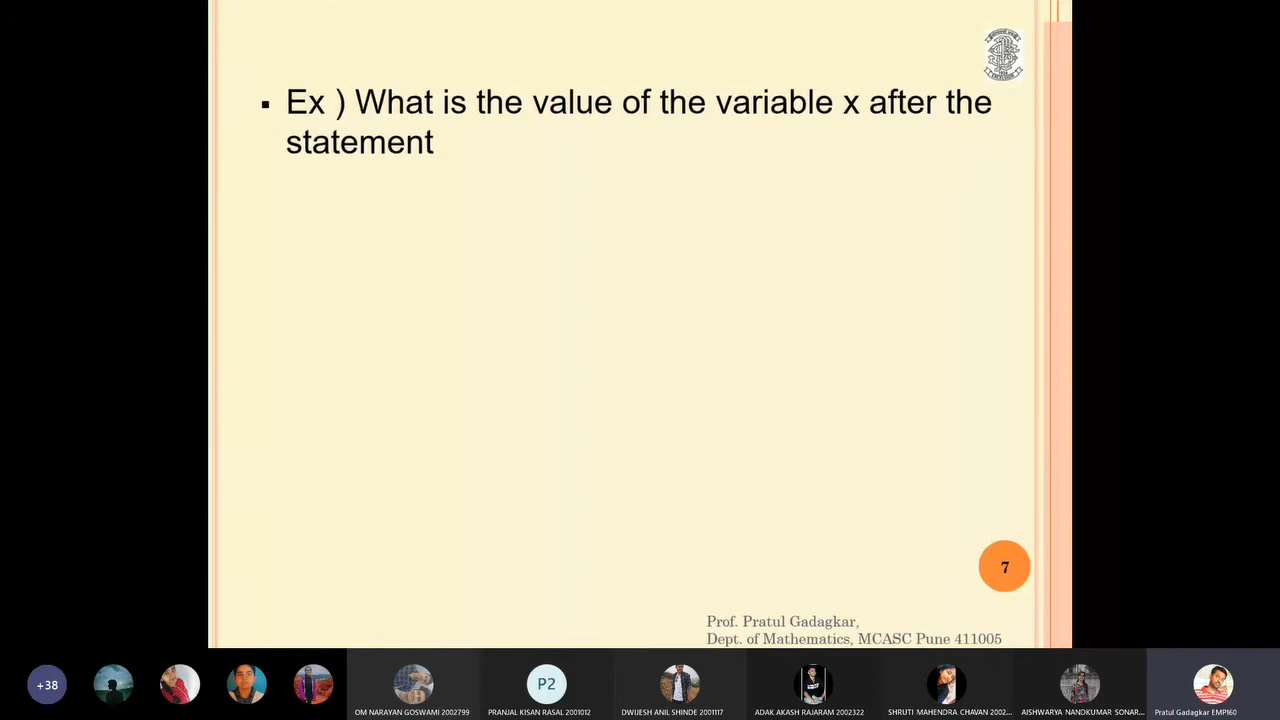 ▪ Ex ) What is the value of the variable x after the
statement
7
Prof. Pratul Gadagkar,
Dept. of Mathematics, MCASC Pune 411005
+38
OM NARAYAN GOSWAMI 2002799
P2
PRANJAL KISAN RASAL 2001012
DWIJESH ANIL SHINDE 2001117
ADAK AKASH RAJARAM 2002322
SHRUTI MAHENDRA CHAVAN 2002...
AISHWARYA NANDKUMAR SONAR...
Pratul Gadagkar EMP160